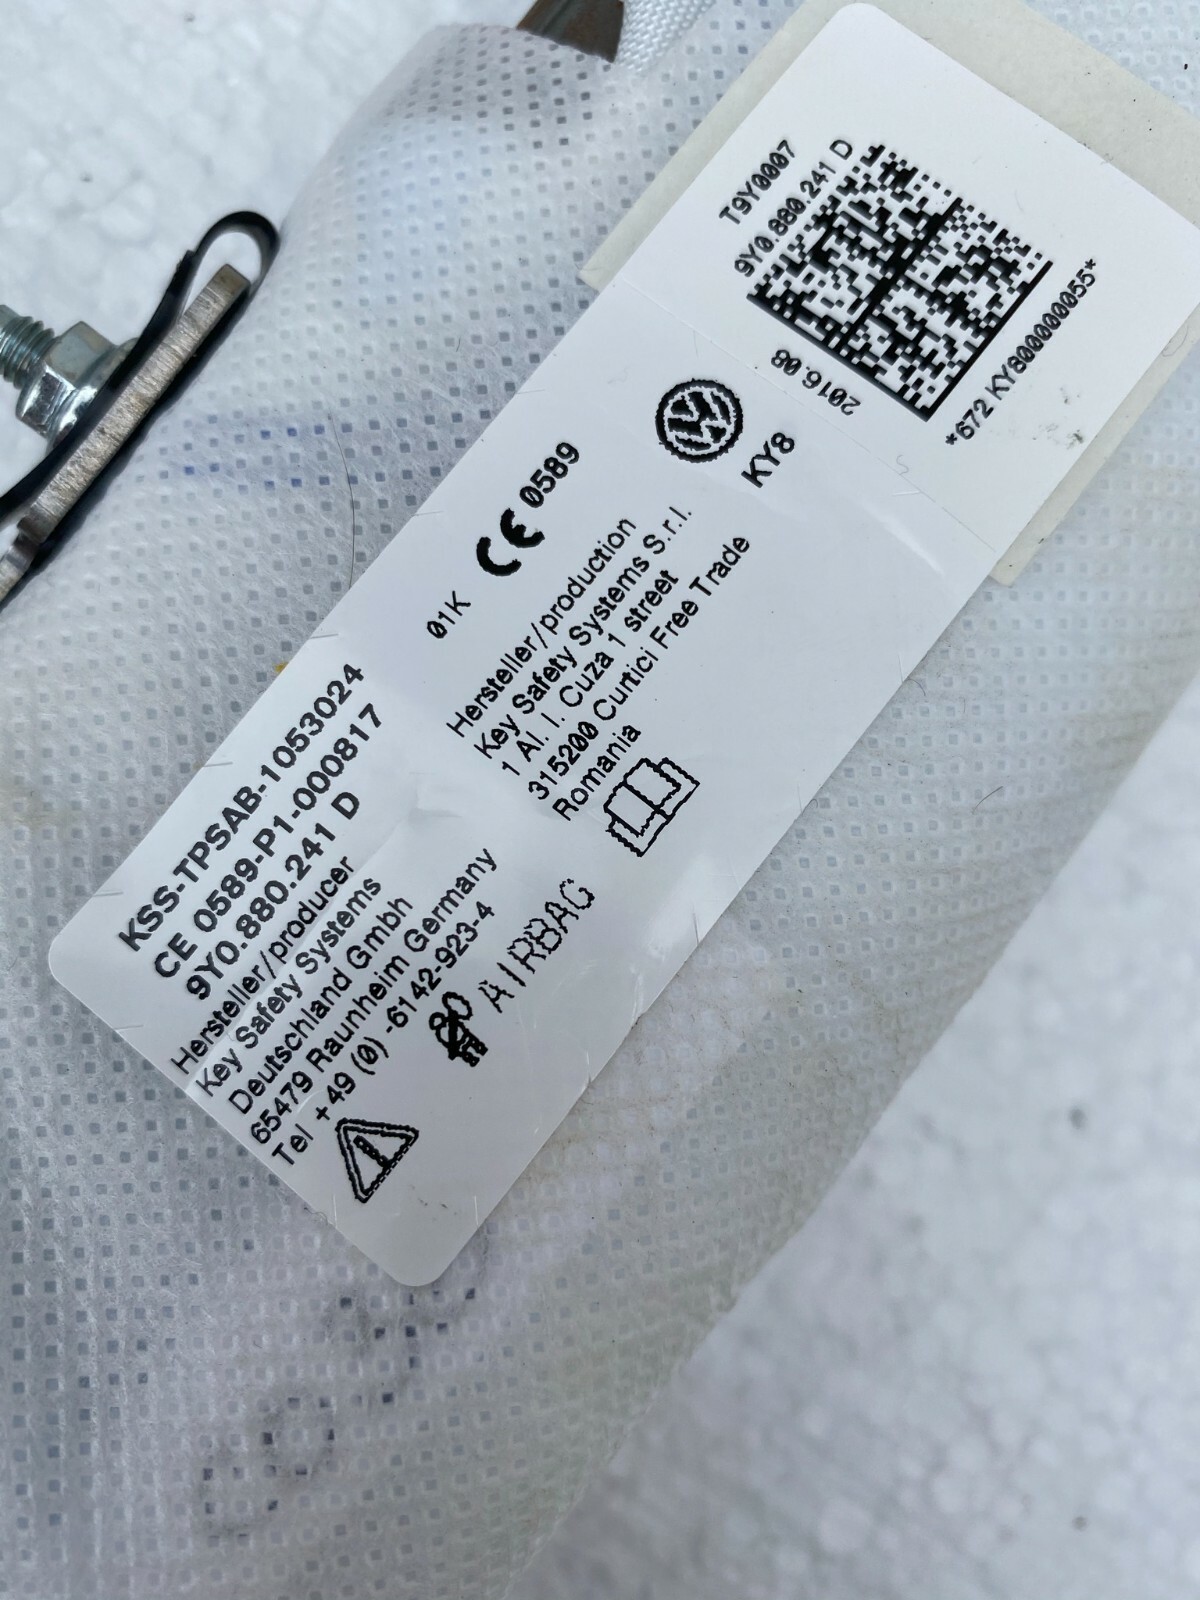 KSS-TPSAB-1053024
CE 0589-P1-000817
9Y0.880.241 D
Hersteller/producer
Key Safety Systems
Deutschland Gmbh
65479 Raunheim Germany
Tel +49 (0) -6142-923-4
AIRBAG
01K
CE 0589
Hersteller/production
Key Safety Systems S.r.l.
1 Al. I. Cuza 1 street
315200 Curtici Free Trade
Romania
VW
KY8
2016.08
T9Y0007
9Y0.880.241 D
*672 KY800000055*